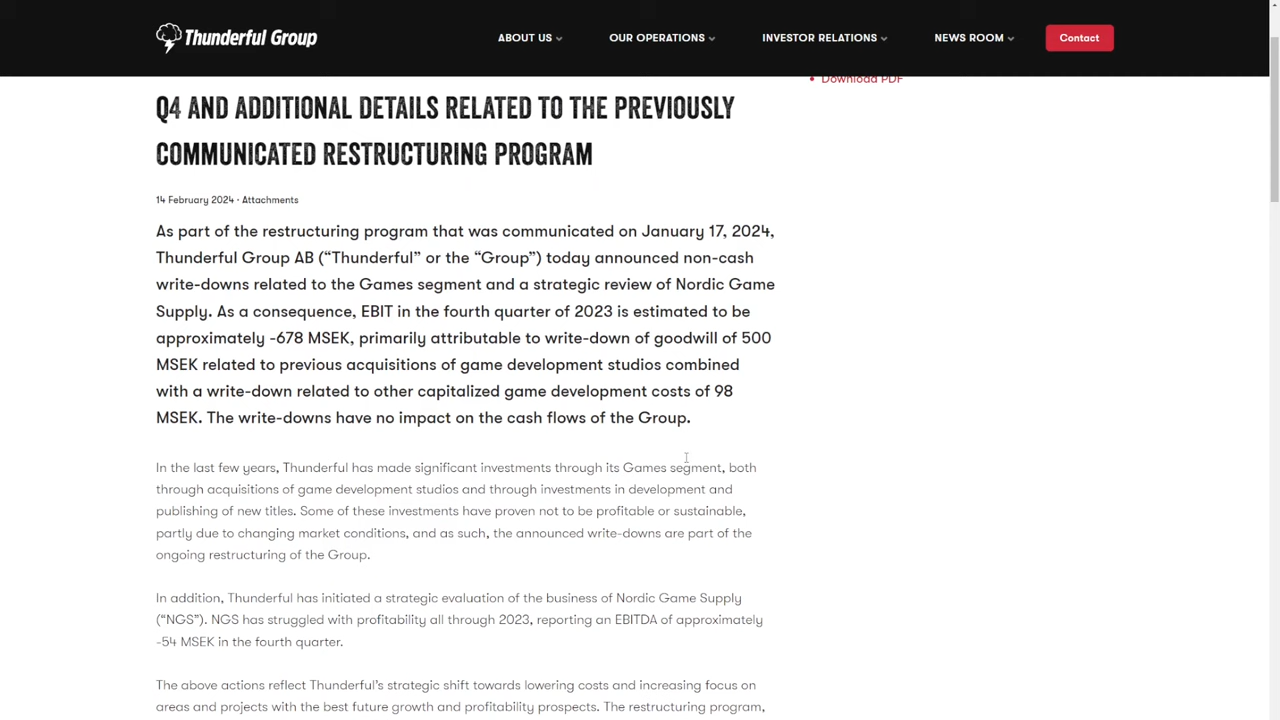 Thunderful Group
ABOUT US
OUR OPERATIONS
INVESTOR RELATIONS
NEWS ROOM
Contact
Download PDF
Q4 AND ADDITIONAL DETAILS RELATED TO THE PREVIOUSLY
COMMUNICATED RESTRUCTURING PROGRAM
14 February 2024 · Attachments
As part of the restructuring program that was communicated on January 17, 2024,
Thunderful Group AB (“Thunderful” or the “Group”) today announced non-cash
write-downs related to the Games segment and a strategic review of Nordic Game
Supply. As a consequence, EBIT in the fourth quarter of 2023 is estimated to be
approximately -678 MSEK, primarily attributable to write-down of goodwill of 500
MSEK related to previous acquisitions of game development studios combined
with a write-down related to other capitalized game development costs of 98
MSEK. The write-downs have no impact on the cash flows of the Group.
In the last few years, Thunderful has made significant investments through its Games segment, both
through acquisitions of game development studios and through investments in development and
publishing of new titles. Some of these investments have proven not to be profitable or sustainable,
partly due to changing market conditions, and as such, the announced write-downs are part of the
ongoing restructuring of the Group.
In addition, Thunderful has initiated a strategic evaluation of the business of Nordic Game Supply
(“NGS”). NGS has struggled with profitability all through 2023, reporting an EBITDA of approximately
-54 MSEK in the fourth quarter.
The above actions reflect Thunderful’s strategic shift towards lowering costs and increasing focus on
areas and projects with the best future growth and profitability prospects. The restructuring program,